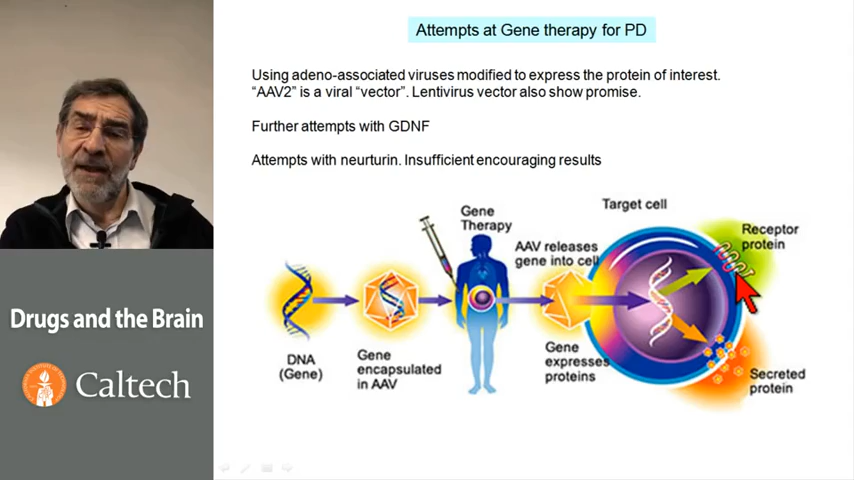 Attempts at Gene therapy for PD
Using adeno-associated viruses modified to express the protein of interest.
“AAV2” is a viral “vector”. Lentivirus vector also show promise.
Further attempts with GDNF
Attempts with neurturin. Insufficient encouraging results
Gene
Therapy
Target cell
Receptor
protein
AAV releases
gene into cell
DNA
(Gene)
Gene
encapsulated
in AAV
Gene
expresses
proteins
Secreted
protein
Drugs and the Brain
Caltech